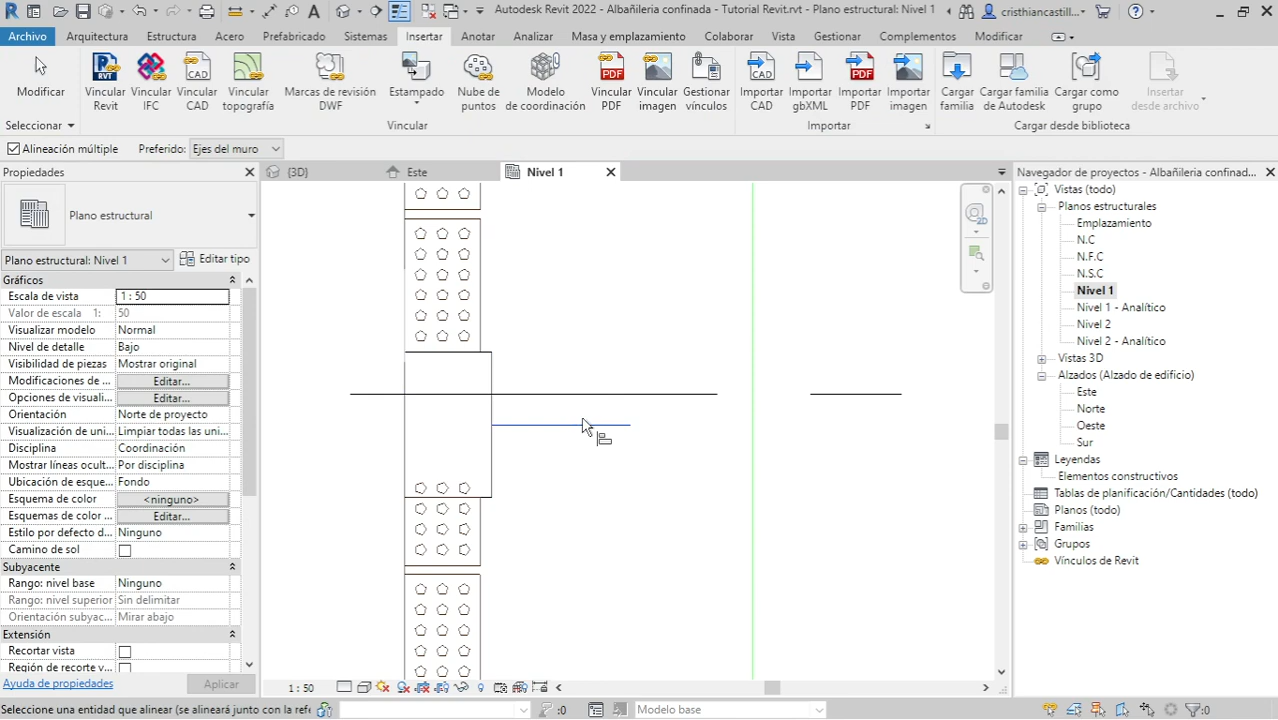 Autodesk Revit 2022 - Albañileria confinada - Tutorial Revit.rvt - Plano estructural: Nivel 1
cristhiancastill...
Archivo Arquitectura Estructura Acero Prefabricado Sistemas Insertar Anotar Analizar Masa y emplazamiento Colaborar Vista Gestionar Complementos Modificar
Modificar
Vincular Revit
Vincular IFC
Vincular CAD
Vincular topografía
Marcas de revisión DWF
Estampado
Nube de puntos
Modelo de coordinación
Vincular PDF
Vincular imagen
Gestionar vínculos
Importar CAD
Importar gbXML
Importar PDF
Importar imagen
Cargar familia
Cargar familia de Autodesk
Cargar como grupo
Insertar desde archivo
Seleccionar
Vincular
Importar
Cargar desde biblioteca
Alineación múltiple Preferido: Ejes del muro
Propiedades
(3D)
Este
Nivel 1
Navegador de proyectos - Albañileria confinad...
Plano estructural
Plano estructural: Nivel 1
Editar tipo
Gráficos
Escala de vista 1 : 50
Valor de escala 1: 50
Visualizar modelo Normal
Nivel de detalle Bajo
Visibilidad de piezas Mostrar original
Modificaciones de ... Editar...
Opciones de visuali... Editar...
Orientación Norte de proyecto
Visualización de uni... Limpiar todas las uni...
Disciplina Coordinación
Mostrar líneas ocult... Por disciplina
Ubicación de esque... Fondo
Esquema de color <ninguno>
Esquemas de color ... Editar...
Estilo por defecto d... Ninguno
Camino de sol
Subyacente
Rango: nivel base Ninguno
Rango: nivel superior Sin delimitar
Orientación subyac... Mirar abajo
Extensión
Recortar vista
Región de recorte v...
Ayuda de propiedades
Aplicar
2D
Vistas (todo)
Planos estructurales
Emplazamiento
N.C
N.F.C
N.S.C
Nivel 1
Nivel 1 - Analítico
Nivel 2
Nivel 2 - Analítico
Vistas 3D
Alzados (Alzado de edificio)
Este
Norte
Oeste
Sur
Leyendas
Elementos constructivos
Tablas de planificación/Cantidades (todo)
Planos (todo)
Familias
Grupos
Vínculos de Revit
1 : 50
Seleccione una entidad que alinear (se alineará junto con la refe
:0
Modelo base
:0